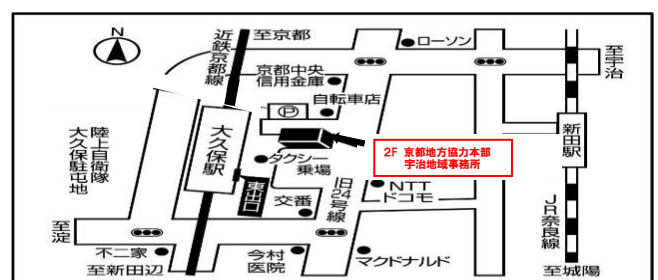 N
近鉄京都線
至京都
ローソン
至宇治
京都中央
信用金庫
自転車店
P
陸上自衛隊
大久保駐屯地
大久保駅
タクシー
乗場
2F 京都地方協力本部
宇治地域事務所
新田駅
東出口
交番
旧24号線
NTT
ドコモ
JR奈良線
至淀
不二家
至新田辺
今村
医院
マクドナルド
至城陽